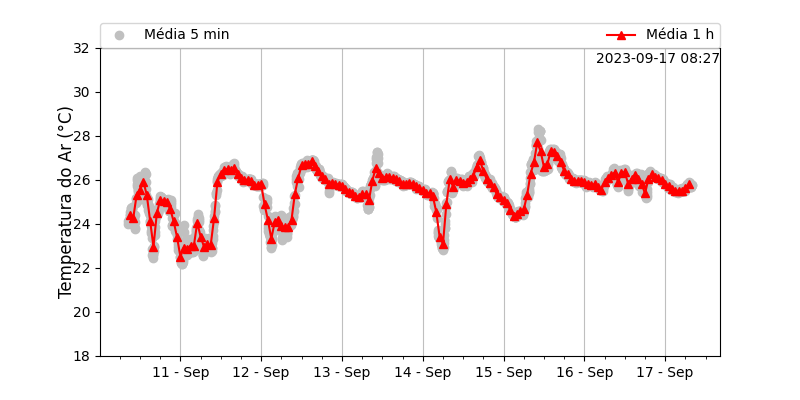 Média 5 min
Média 1 h
2023-09-17 08:27
Temperatura do Ar (°C)
32
30
28
26
24
22
20
18
11 - Sep
12 - Sep
13 - Sep
14 - Sep
15 - Sep
16 - Sep
17 - Sep